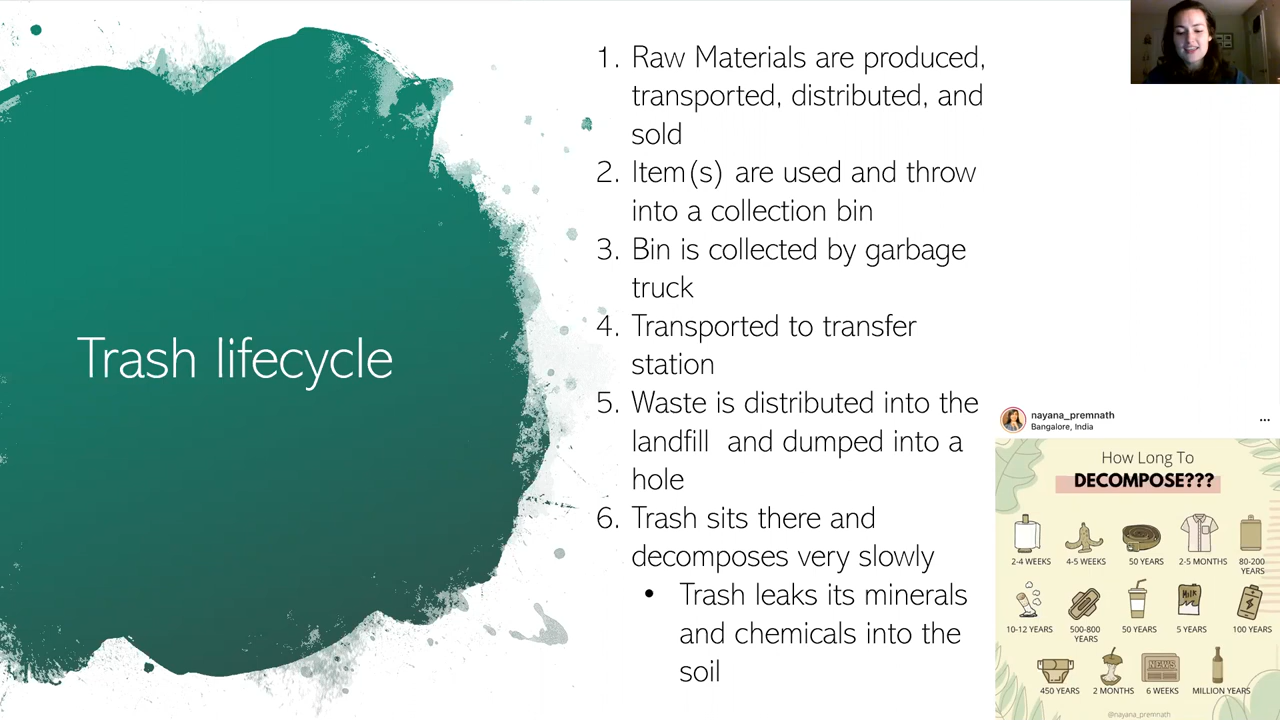 Trash lifecycle
1. Raw Materials are produced,
transported, distributed, and
sold
2. Item(s) are used and throw
into a collection bin
3. Bin is collected by garbage
truck
4. Transported to transfer
station
5. Waste is distributed into the
landfill and dumped into a
hole
6. Trash sits there and
decomposes very slowly
• Trash leaks its minerals
and chemicals into the
soil
nayana_premnath
Bangalore, India
How Long To
DECOMPOSE???
2-4 WEEKS 4-5 WEEKS 50 YEARS 2-5 MONTHS 80-200
YEARS
Milk
10-12 YEARS 500-800
YEARS 50 YEARS 5 YEARS 100 YEARS
NEWS
450 YEARS 2 MONTHS 6 WEEKS MILLION YEARS
@nayana_premnath